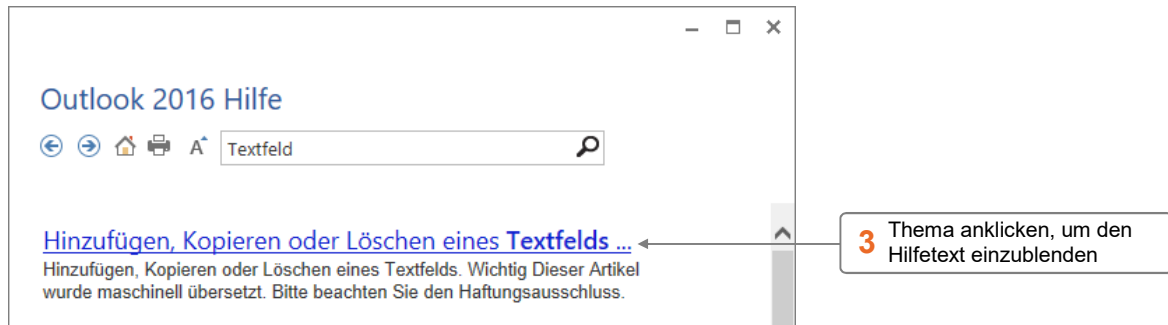 Outlook 2016 Hilfe
Textfeld
Hinzufügen, Kopieren oder Löschen eines Textfelds ...
Hinzufügen, Kopieren oder Löschen eines Textfelds. Wichtig Dieser Artikel
wurde maschinell übersetzt. Bitte beachten Sie den Haftungsausschluss.
3 Thema anklicken, um den
Hilfetext einzublenden